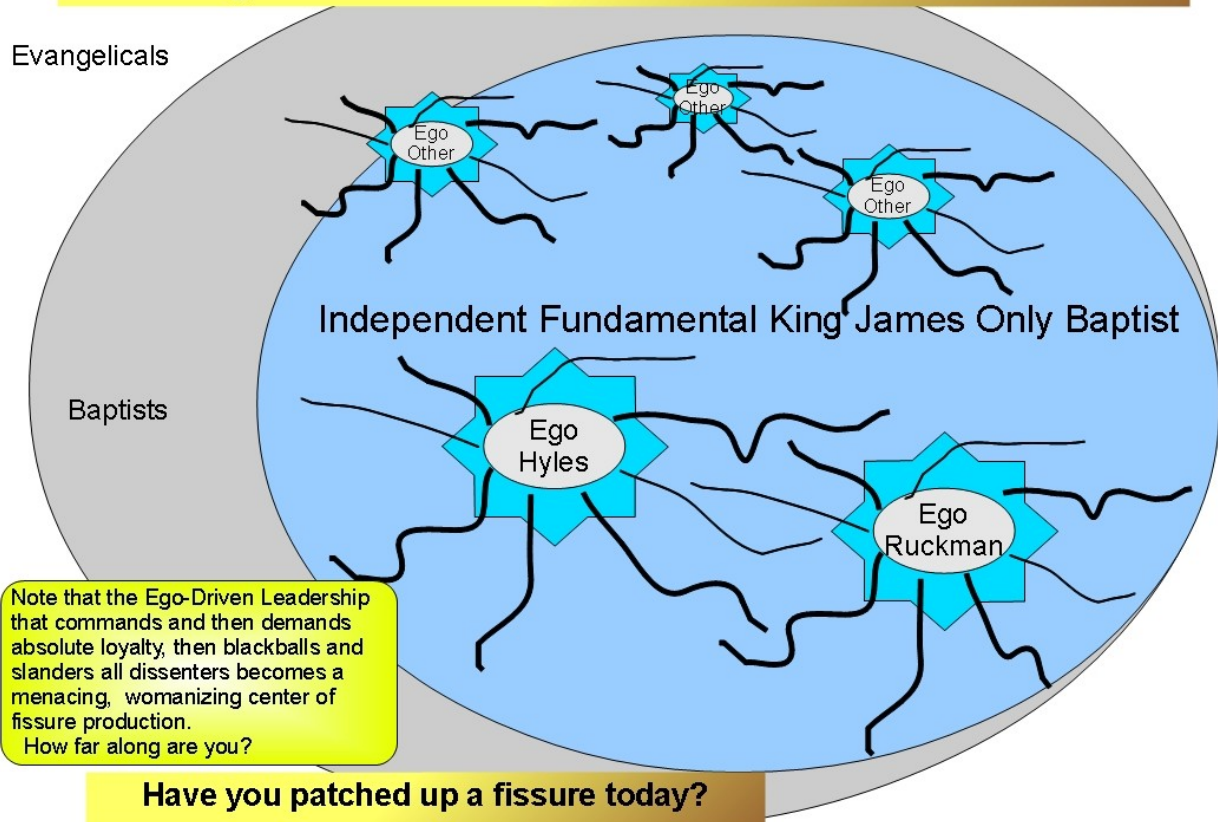 Evangelicals
Ego
Other
Ego
Other
Ego
Other
Independent Fundamental King James Only Baptist
Baptists
Ego
Hyles
Ego
Ruckman
Note that the Ego-Driven Leadership
that commands and then demands
absolute loyalty, then blackballs and
slanders all dissenters becomes a
menacing, womanizing center of
fissure production.
How far along are you?
Have you patched up a fissure today?